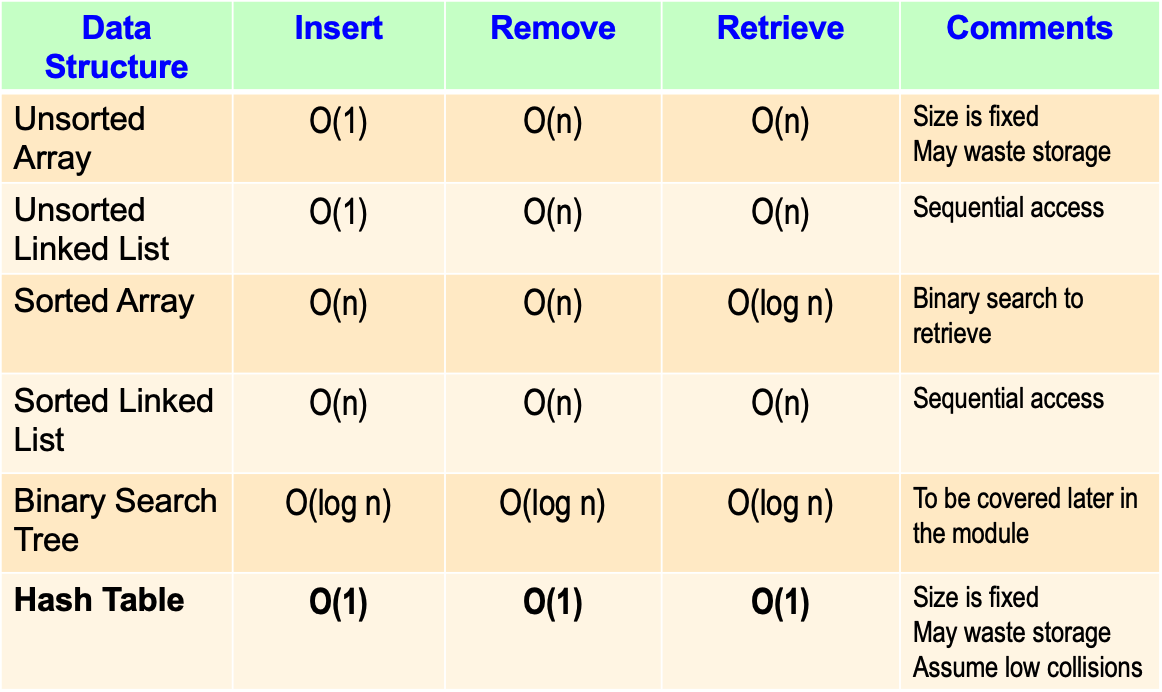 Data
Structure
Insert
Remove
Retrieve
Comments
Unsorted
Array
O(1)
O(n)
O(n)
Size is fixed
May waste storage
Unsorted
Linked List
O(1)
O(n)
O(n)
Sequential access
Sorted Array
O(n)
O(n)
O(log n)
Binary search to
retrieve
Sorted Linked
List
O(n)
O(n)
O(n)
Sequential access
Binary Search
Tree
O(log n)
O(log n)
O(log n)
To be covered later in
the module
Hash Table
O(1)
O(1)
O(1)
Size is fixed
May waste storage
Assume low collisions